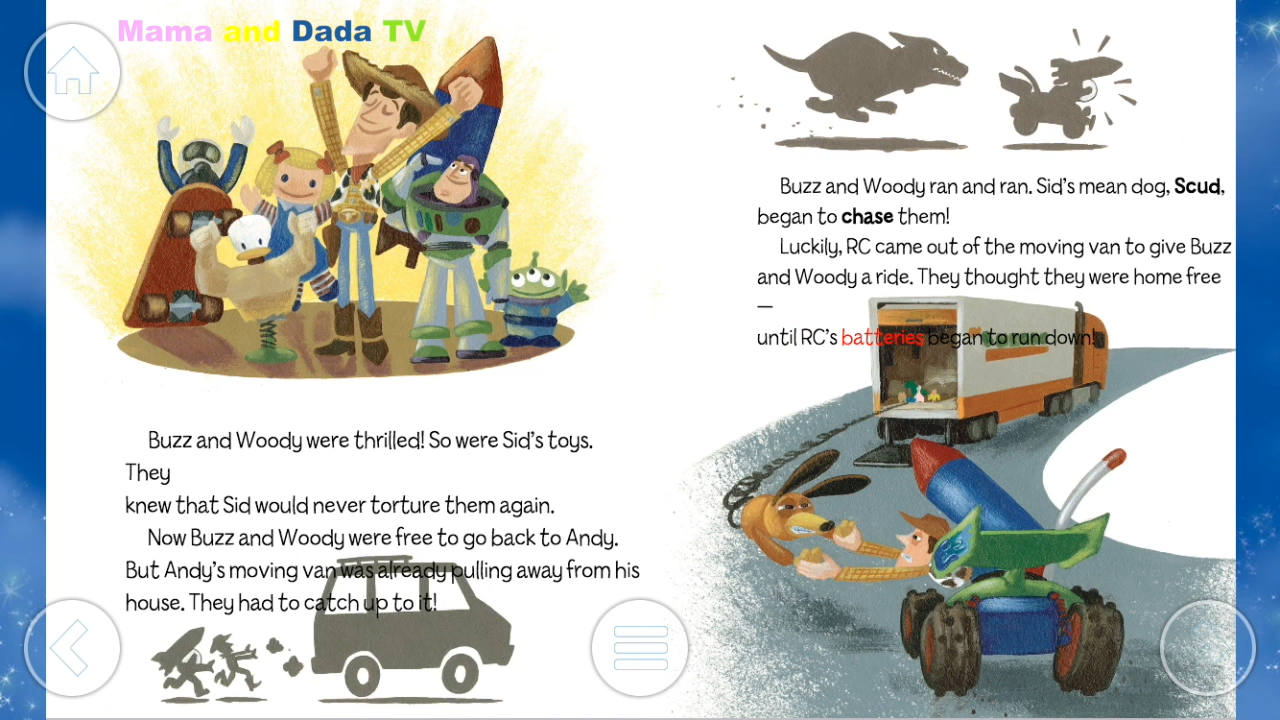 Mama and Dada TV
Buzz and Woody were thrilled! So were Sid's toys.
They
knew that Sid would never torture them again.
Now Buzz and Woody were free to go back to Andy.
But Andy's moving van was already pulling away from his
house. They had to catch up to it!
Buzz and Woody ran and ran. Sid's mean dog, Scud,
began to chase them!
Luckily, RC came out of the moving van to give Buzz
and Woody a ride. They thought they were home free
—
until RC's batteries began to run down!